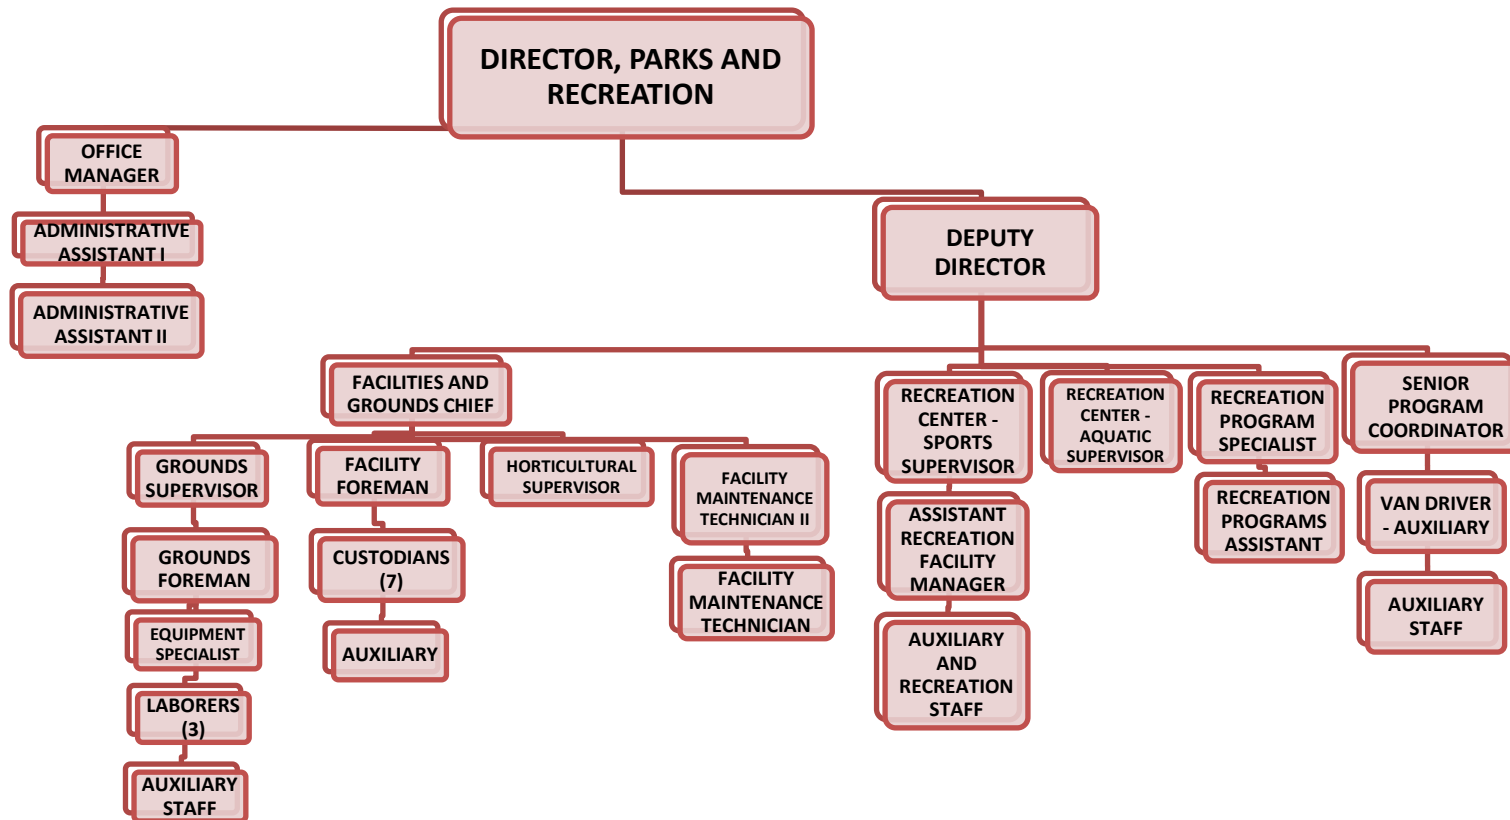 DIRECTOR, PARKS AND
RECREATION
OFFICE
MANAGER
ADMINISTRATIVE
ASSISTANT I
ADMINISTRATIVE
ASSISTANT II
DEPUTY
DIRECTOR
FACILITIES AND
GROUNDS CHIEF
GROUNDS
SUPERVISOR
GROUNDS
FOREMAN
EQUIPMENT
SPECIALIST
LABORERS
(3)
AUXILIARY
STAFF
FACILITY
FOREMAN
CUSTODIANS
(7)
AUXILIARY
HORTICULTURAL
SUPERVISOR
FACILITY
MAINTENANCE
TECHNICIAN II
FACILITY
MAINTENANCE
TECHNICIAN
RECREATION
CENTER -
SPORTS
SUPERVISOR
ASSISTANT
RECREATION
FACILITY
MANAGER
AUXILIARY
AND
RECREATION
STAFF
RECREATION
CENTER -
AQUATIC
SUPERVISOR
RECREATION
PROGRAM
SPECIALIST
RECREATION
PROGRAMS
ASSISTANT
SENIOR
PROGRAM
COORDINATOR
VAN DRIVER
- AUXILIARY
AUXILIARY
STAFF